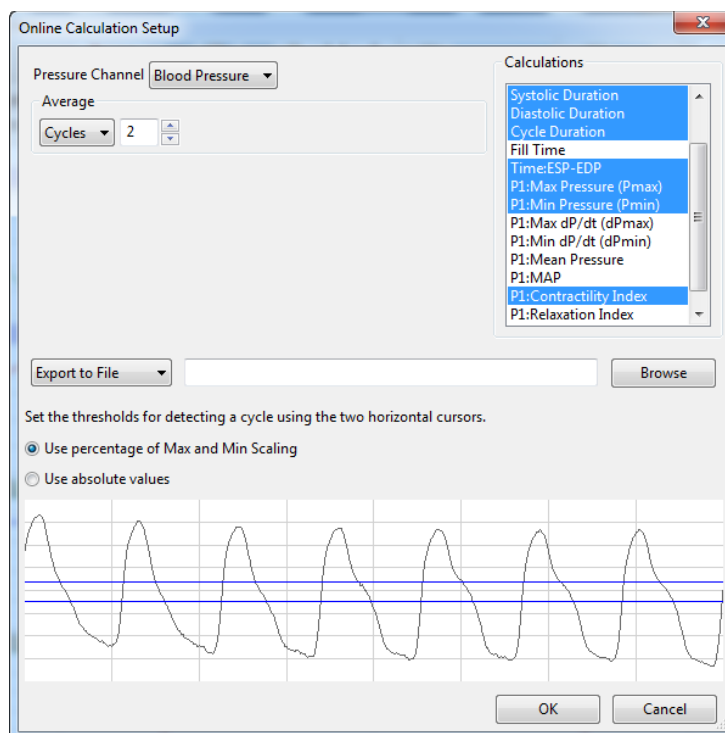 Online Calculation Setup
Pressure Channel Blood Pressure
Average
Cycles 2
Calculations
Systolic Duration
Diastolic Duration
Cycle Duration
Fill Time
Time:ESP-EDP
P1:Max Pressure (Pmax)
P1:Min Pressure (Pmin)
P1:Max dP/dt (dPmax)
P1:Min dP/dt (dPmin)
P1:Mean Pressure
P1:MAP
P1:Contractility Index
P1:Relaxation Index
Export to File Browse
Set the thresholds for detecting a cycle using the two horizontal cursors.
Use percentage of Max and Min Scaling
Use absolute values
OK Cancel